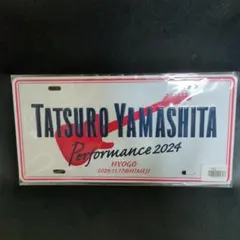 TATSURO YAMASHITA
Performance 2024
HYOGO